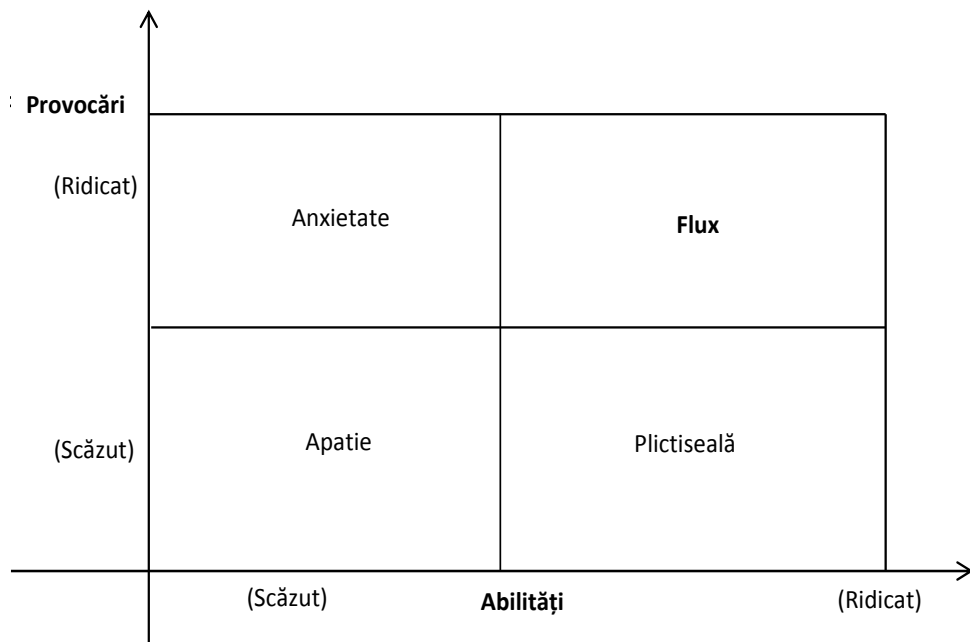 : Provocări
(Ridicat)
Anxietate
Flux
(Scăzut)
Apatie
Plictiseală
(Scăzut)
Abilități
(Ridicat)